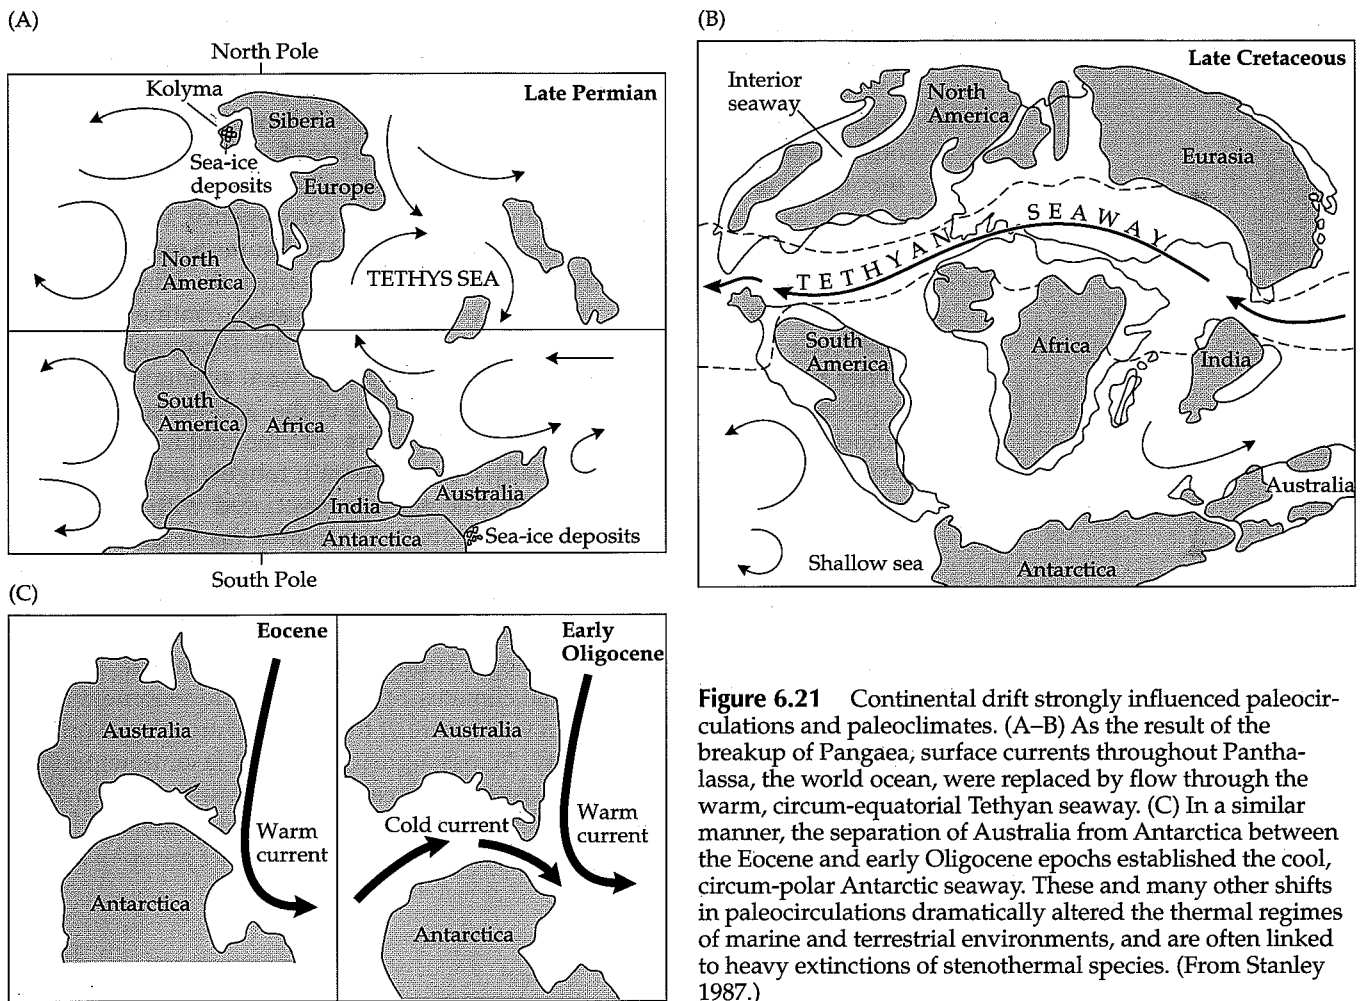 (A)
North Pole
Late Permian
Kolyma
Siberia
Sea-ice
deposits
Europe
North
America
TETHYS SEA
South
America
Africa
India
Australia
Antarctica
Sea-ice deposits
South Pole
(B)
Late Cretaceous
Interior
seaway
North
America
Eurasia
TETHYAN SEAWAY
South
America
Africa
India
Australia
Shallow sea
Antarctica
(C)
Eocene
Australia
Warm
current
Antarctica
Early
Oligocene
Australia
Cold current
Warm
current
Antarctica
Figure 6.21 Continental drift strongly influenced paleocir-
culations and paleoclimates. (A–B) As the result of the
breakup of Pangaea, surface currents throughout Pantha-
lassa, the world ocean, were replaced by flow through the
warm, circum-equatorial Tethyan seaway. (C) In a similar
manner, the separation of Australia from Antarctica between
the Eocene and early Oligocene epochs established the cool,
circum-polar Antarctic seaway. These and many other shifts
in paleocirculations dramatically altered the thermal regimes
of marine and terrestrial environments, and are often linked
to heavy extinctions of stenothermal species. (From Stanley
1987.)